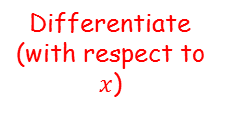 Differentiate
(with respect to
x)